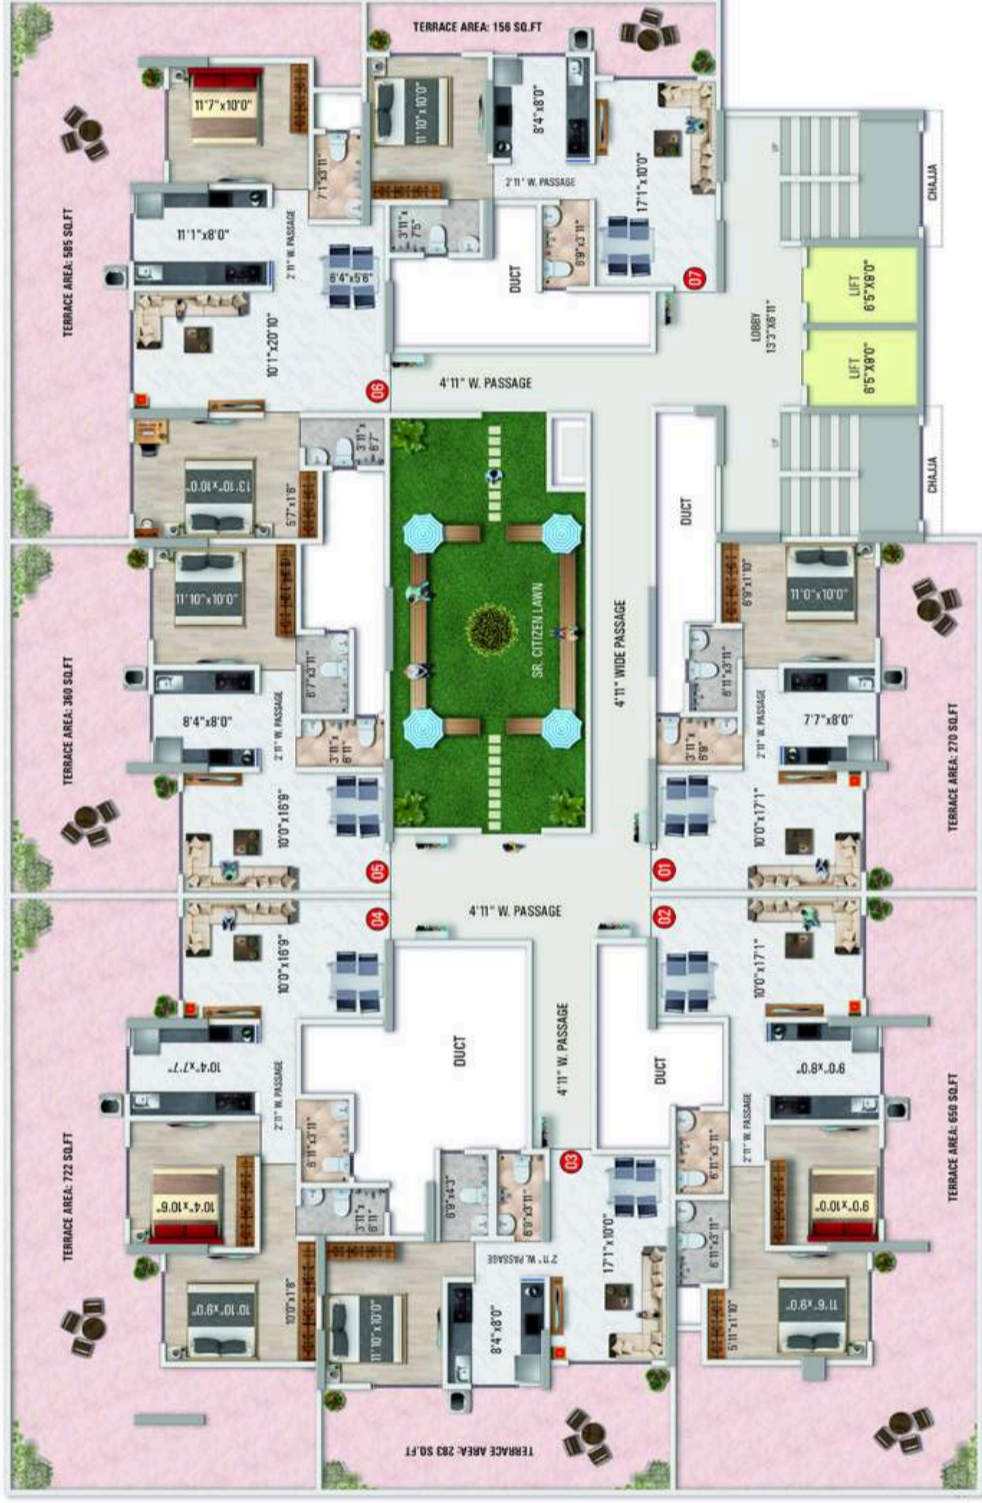 TERRACE AREA: 156 SQ.FT
11'7"x10'0"
11'10"x10'0"
8'4"x8'0"
7'1"x3'11"
2'11" W. PASSAGE
17'1"x10'0"
CHAJJA
UP
TERRACE AREA: 585 SQ.FT
11'1"x8'0"
2'11" W. PASSAGE
3'11"x
7'5"
6'9"x3'11"
6'4"x5'6"
DUCT
07
LIFT
6'5"X8'0"
LOBBY
13'3"X6'11"
10'1"x20'10"
LIFT
6'5"X8'0"
06
4'11" W. PASSAGE
3'11"x
6'7"
UP
CHAJJA
13'10"x10'0"
5'7"x1'6"
DUCT
11'10"x10'0"
6'9"x1'10"
11'0"x10'0"
SR. CITIZEN LAWN
4'11" WIDE PASSAGE
TERRACE AREA: 360 SQ.FT
6'7"x3'11"
6'11"x3'11"
8'4"x8'0"
2'11" W. PASSAGE
3'11"x
6'11"
3'11"x
6'9"
2'11" W. PASSAGE
7'7"x8'0"
TERRACE AREA: 270 SQ.FT
10'0"x16'9"
10'0"x17'1"
05
01
4'11" W. PASSAGE
04
02
10'0"x16'9"
10'0"x17'1"
DUCT
4'11" W. PASSAGE
DUCT
10'4"x7'7"
2'11" W. PASSAGE
9'0"x8'0"
2'11" W. PASSAGE
TERRACE AREA: 722 SQ.FT
6'11"x3'11"
6'11"x3'11"
TERRACE AREA: 650 SQ.FT
03
10'4"x10'6"
3'11"x
6'11"
6'9"x4'3"
6'9"x3'11"
17'1"x10'0"
6'11"x3'11"
9'0"x10'0"
2'11" W. PASSAGE
10'10"x9'0"
10'0"x1'8"
11'10"x10'0"
8'4"x8'0"
5'11"x1'10"
11'6"x9'0"
TERRACE AREA: 283 SQ.FT